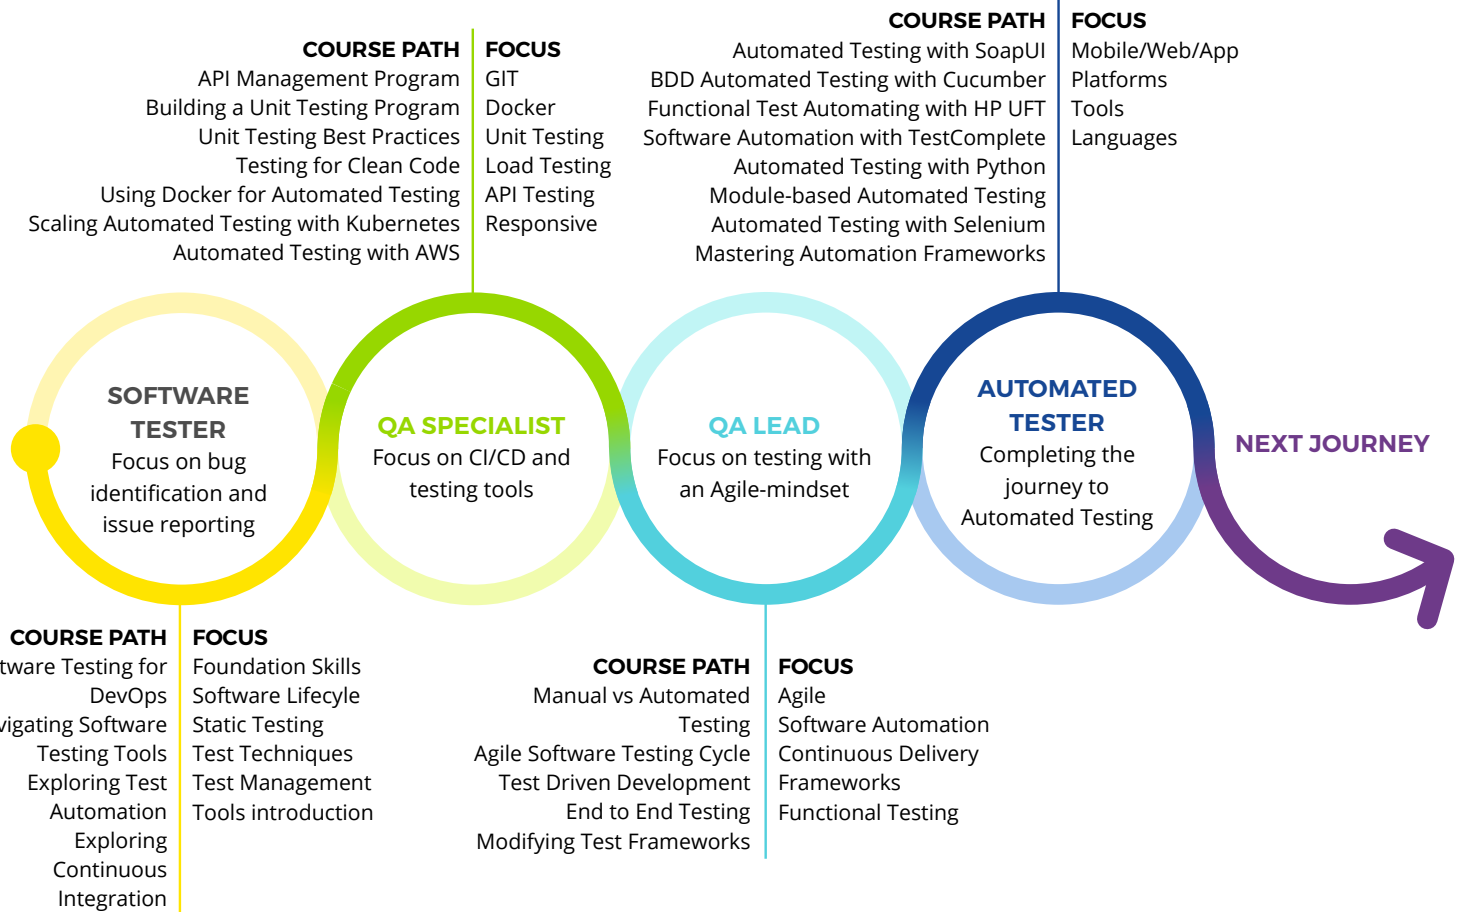 COURSE PATH
API Management Program
Building a Unit Testing Program
Unit Testing Best Practices
Testing for Clean Code
Using Docker for Automated Testing
Scaling Automated Testing with Kubernetes
Automated Testing with AWS
FOCUS
GIT
Docker
Unit Testing
Load Testing
API Testing
Responsive
COURSE PATH
Automated Testing with SoapUI
BDD Automated Testing with Cucumber
Functional Test Automating with HP UFT
Software Automation with TestComplete
Automated Testing with Python
Module-based Automated Testing
Automated Testing with Selenium
Mastering Automation Frameworks
FOCUS
Mobile/Web/App
Platforms
Tools
Languages
SOFTWARE
TESTER
Focus on bug
identification and
issue reporting
QA SPECIALIST
Focus on CI/CD and
testing tools
QA LEAD
Focus on testing with
an Agile-mindset
AUTOMATED
TESTER
Completing the
journey to
Automated Testing
NEXT JOURNEY
COURSE PATH
tware Testing for
DevOps
vigating Software
Testing Tools
Exploring Test
Automation
Exploring
Continuous
Integration
FOCUS
Foundation Skills
Software Lifecyle
Static Testing
Test Techniques
Test Management
Tools introduction
COURSE PATH
Manual vs Automated
Testing
Agile Software Testing Cycle
Test Driven Development
End to End Testing
Modifying Test Frameworks
FOCUS
Agile
Software Automation
Continuous Delivery
Frameworks
Functional Testing